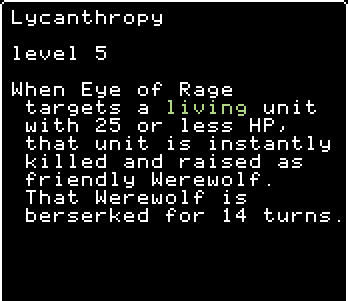 Lycanthropy
level 5
When Eye of Rage
targets a living unit
with 25 or less HP,
that unit is instantly
killed and raised as
friendly Werewolf.
That Werewolf is
berserked for 14 turns.